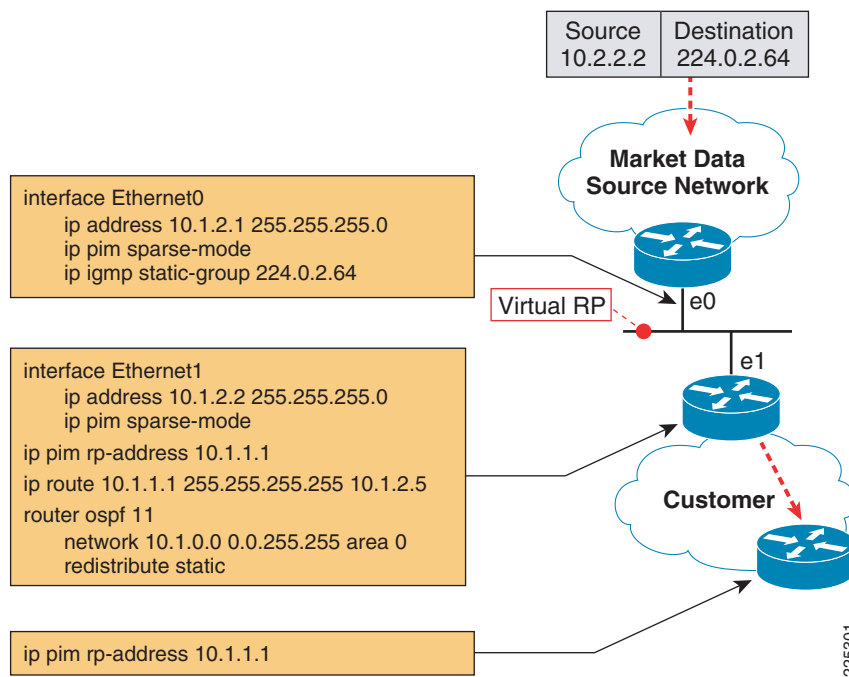 Source
10.2.2.2
Destination
224.0.2.64
Market Data
Source Network
interface Ethernet0
ip address 10.1.2.1 255.255.255.0
ip pim sparse-mode
ip igmp static-group 224.0.2.64
Virtual RP
e0
e1
interface Ethernet1
ip address 10.1.2.2 255.255.255.0
ip pim sparse-mode
ip pim rp-address 10.1.1.1
ip route 10.1.1.1 255.255.255.255 10.1.2.5
router ospf 11
network 10.1.0.0 0.0.255.255 area 0
redistribute static
Customer
ip pim rp-address 10.1.1.1